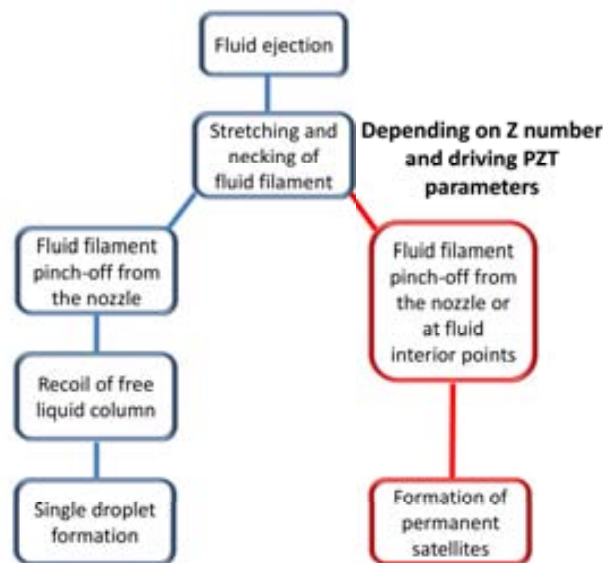 Fluid ejection
Stretching and
necking of
fluid filament
Depending on Z number
and driving PZT
parameters
Fluid filament
pinch-off from
the nozzle
Fluid filament
pinch-off from
the nozzle or
at fluid
interior points
Recoil of free
liquid column
Single droplet
formation
Formation of
permanent
satellites